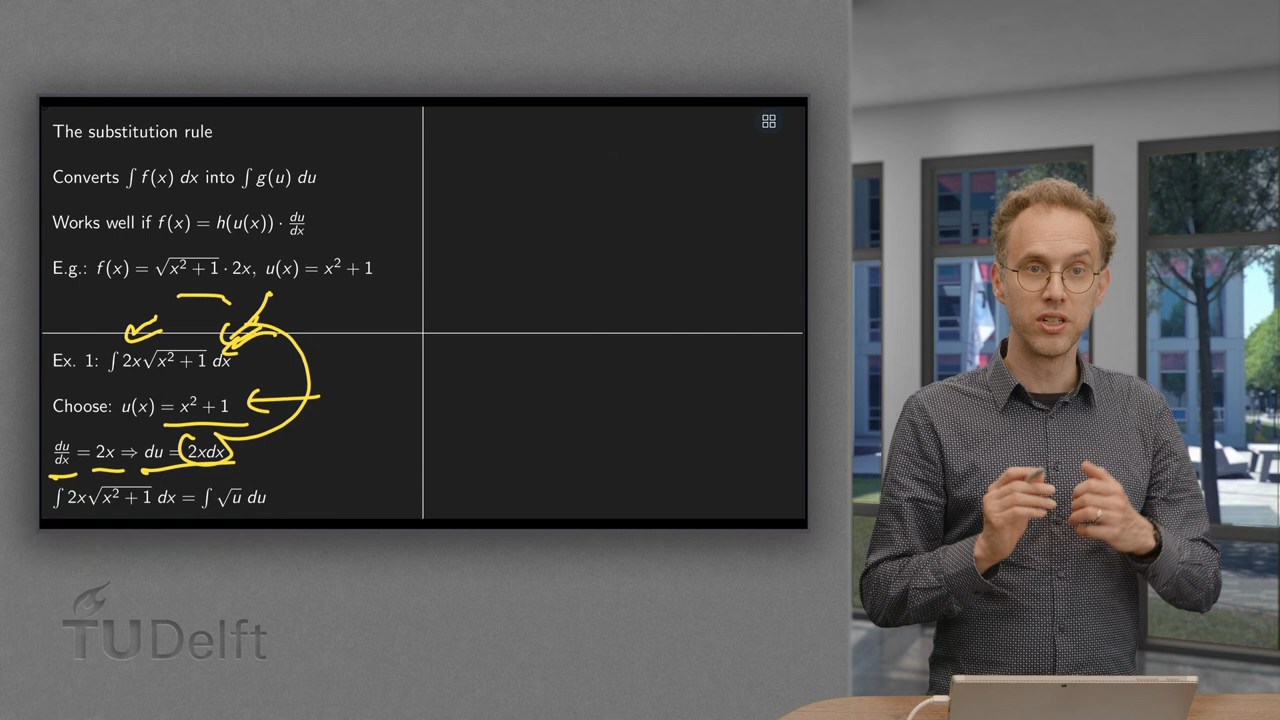 The substitution rule
Converts ∫ f(x) dx into ∫ g(u) du
Works well if f(x) = h(u(x)) · du/dx
E.g.: f(x) = √(x² + 1) · 2x, u(x) = x² + 1
Ex. 1: ∫ 2x√(x² + 1) dx
Choose: u(x) = x² + 1
du/dx = 2x ⇒ du = 2xdx
∫ 2x√(x² + 1) dx = ∫ √u du
TUDelft